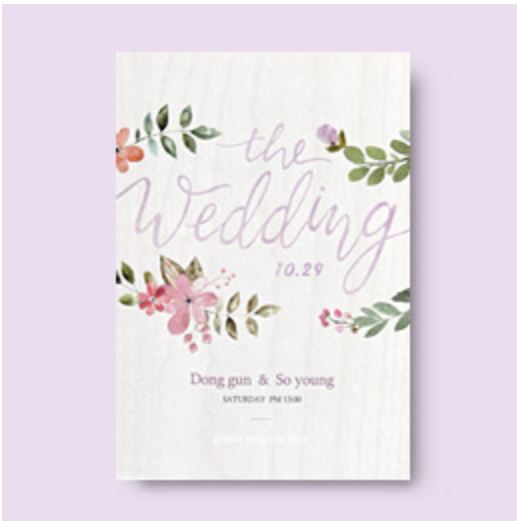 the
Wedding
10.29
Dong gun & So young
SATURDAY PM 13:00